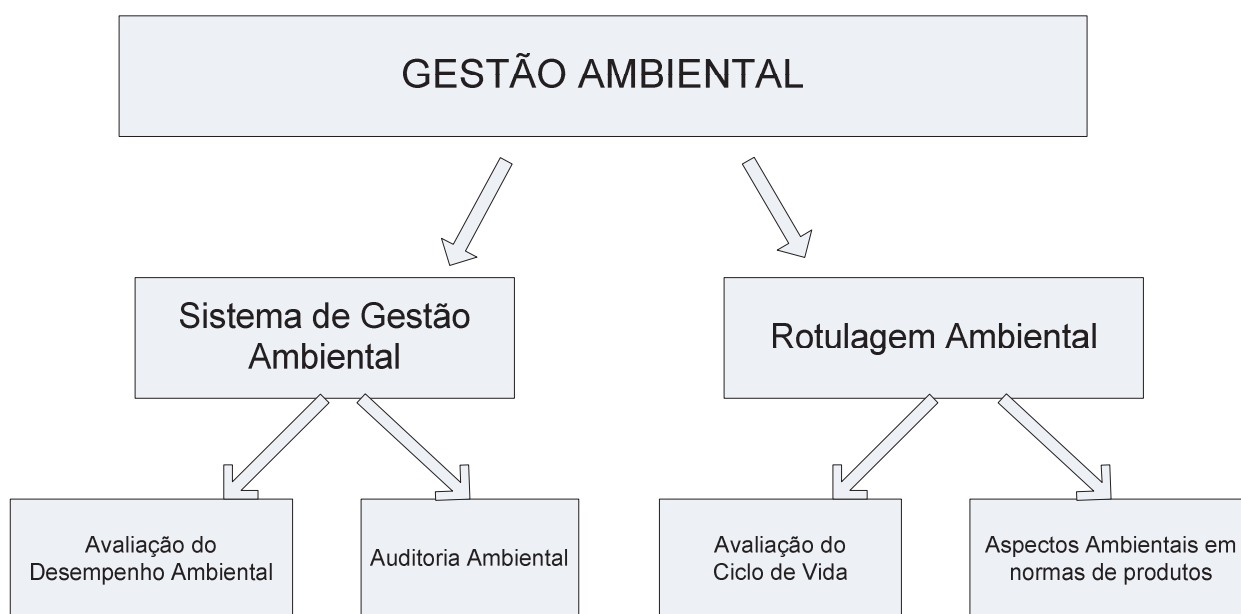 GESTÃO AMBIENTAL
Sistema de Gestão
Ambiental
Rotulagem Ambiental
Avaliação do
Desempenho Ambiental
Auditoria Ambiental
Avaliação do
Ciclo de Vida
Aspectos Ambientais em
normas de produtos